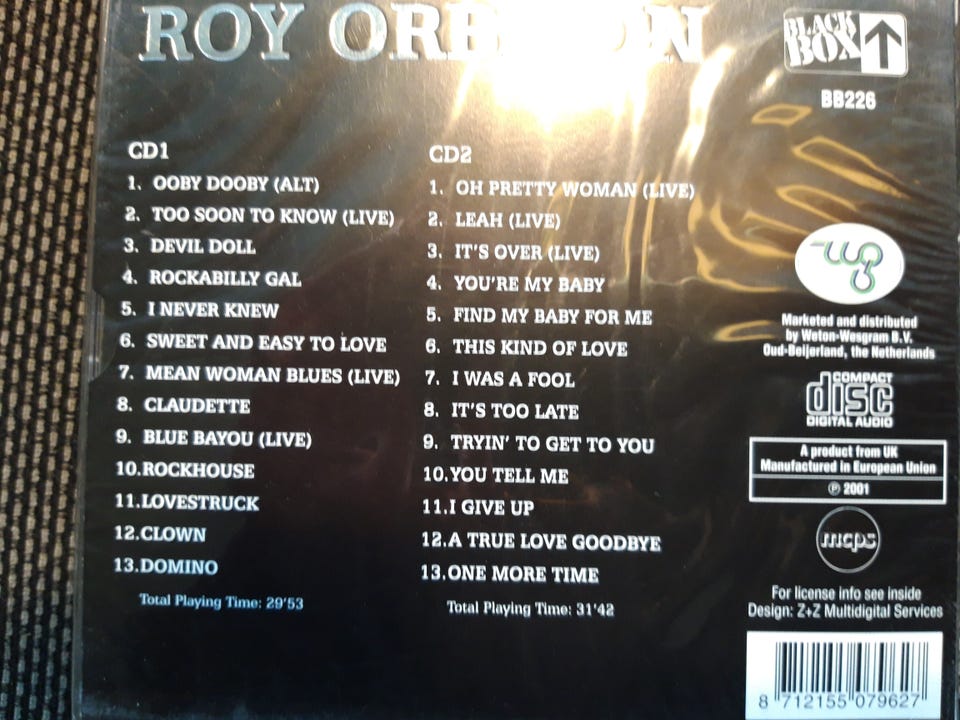 ROY ORB ON
BLACK
BOX
BB226
CD1
1. OOBY DOOBY (ALT)
2. TOO SOON TO KNOW (LIVE)
3. DEVIL DOLL
4. ROCKABILLY GAL
5. I NEVER KNEW
6. SWEET AND EASY TO LOVE
7. MEAN WOMAN BLUES (LIVE)
8. CLAUDETTE
9. BLUE BAYOU (LIVE)
10.ROCKHOUSE
11.LOVESTRUCK
12.CLOWN
13.DOMINO
Total Playing Time: 29'53
CD2
1. OH PRETTY WOMAN (LIVE)
2. LEAH (LIVE)
3. IT'S OVER (LIVE)
4. YOU'RE MY BABY
5. FIND MY BABY FOR ME
6. THIS KIND OF LOVE
7. I WAS A FOOL
8. IT'S TOO LATE
9. TRYIN' TO GET TO YOU
10.YOU TELL ME
11.I GIVE UP
12.A TRUE LOVE GOODBYE
13.ONE MORE TIME
Total Playing Time: 31'42
Marketed and distributed
by Weton-Wesgram B.V.
Oud-Beijerland, the Netherlands
COMPACT
disc
DIGITAL AUDIO
A product from UK
Manufactured in European Union
℗ 2001
mcps
For license info see inside
Design: Z+Z Multidigital Services
8 712155 079627